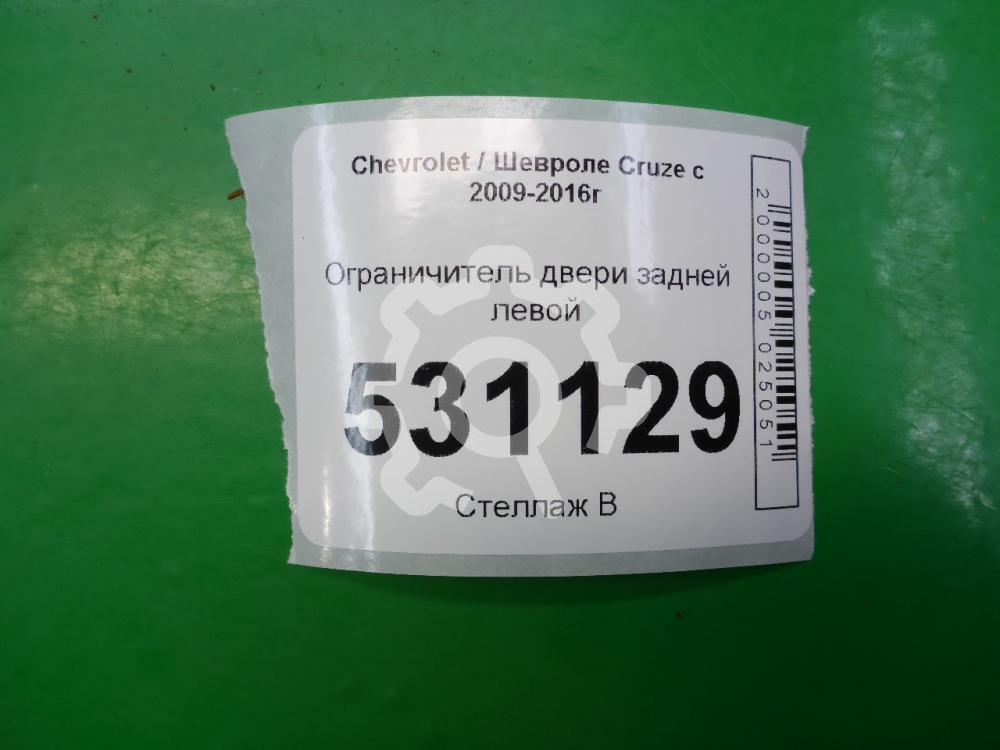 Chevrolet / Шевроле Cruze с
2009-2016г
Ограничитель двери задней
левой
531129
Стеллаж В
2000005025051